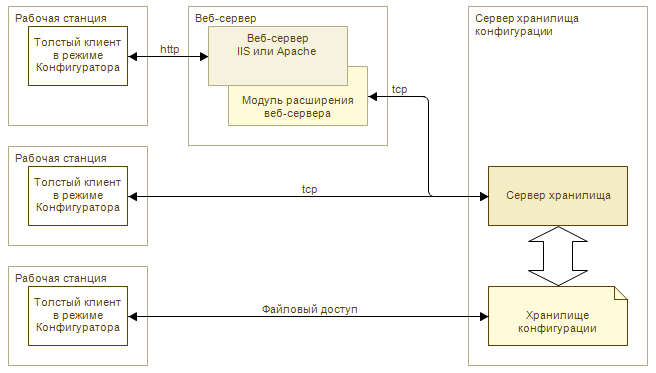 Рабочая станция
Толстый клиент
в режиме
Конфигуратора
http
Веб-сервер
Веб-сервер
IIS или Apache
Модуль расширения
веб-сервера
tcp
Сервер хранилища
конфигурации
Рабочая станция
Толстый клиент
в режиме
Конфигуратора
tcp
Сервер хранилища
Рабочая станция
Толстый клиент
в режиме
Конфигуратора
Файловый доступ
Хранилище
конфигурации